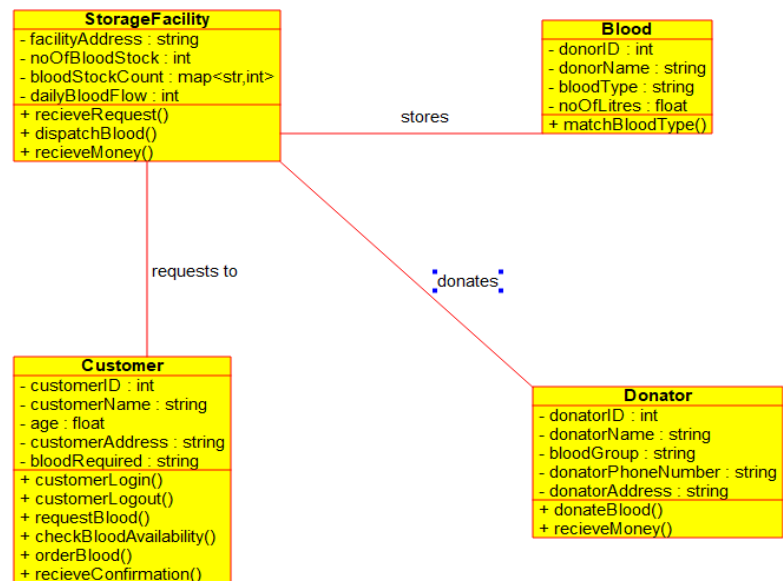 StorageFacility
- facilityAddress : string
- noOfBloodStock : int
- bloodStockCount : map<str,int>
- dailyBloodFlow : int
+ recieveRequest()
+ dispatchBlood()
+ recieveMoney()
Blood
- donorID : int
- donorName : string
- bloodType : string
- noOfLitres : float
+ matchBloodType()
stores
requests to
donates
Customer
- customerID : int
- customerName : string
- age : float
- customerAddress : string
- bloodRequired : string
+ customerLogin()
+ customerLogout()
+ requestBlood()
+ checkBloodAvailability()
+ orderBlood()
+ recieveConfirmation()
Donator
- donatorID : int
- donatorName : string
- bloodGroup : string
- donatorPhoneNumber : string
- donatorAddress : string
+ donateBlood()
+ recieveMoney()